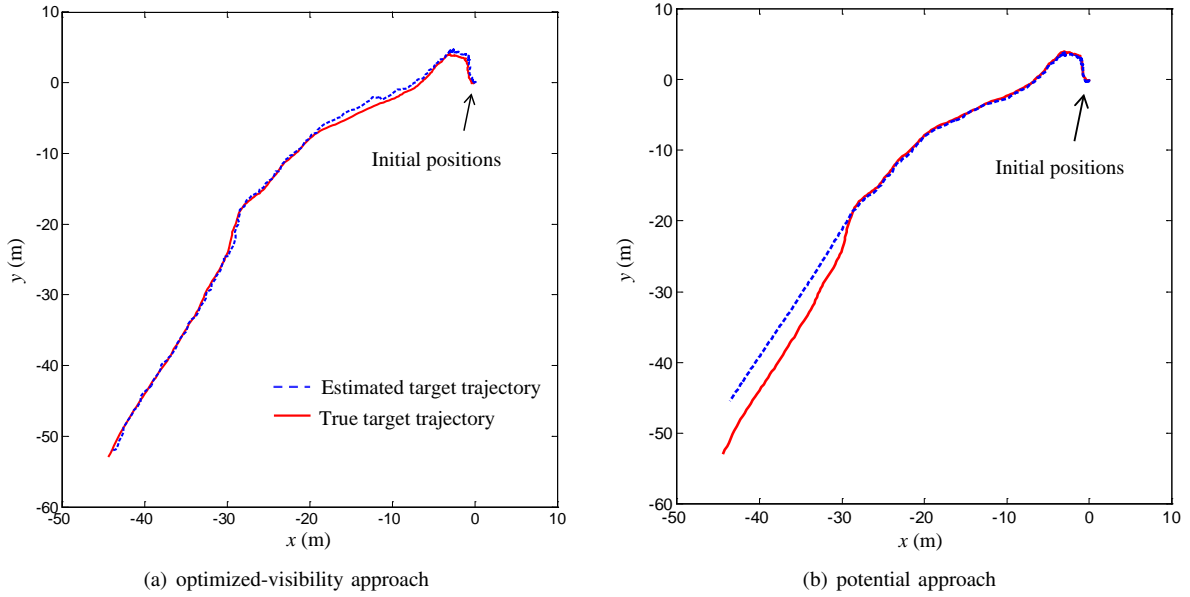 10
0
-10
-20
-30
-40
-50
-60
y (m)
-50 -40 -30 -20 -10 0 10
x (m)
Initial positions
Estimated target trajectory
True target trajectory
(a) optimized-visibility approach
10
0
-10
-20
-30
-40
-50
-60
y (m)
-50 -40 -30 -20 -10 0 10
x (m)
Initial positions
(b) potential approach